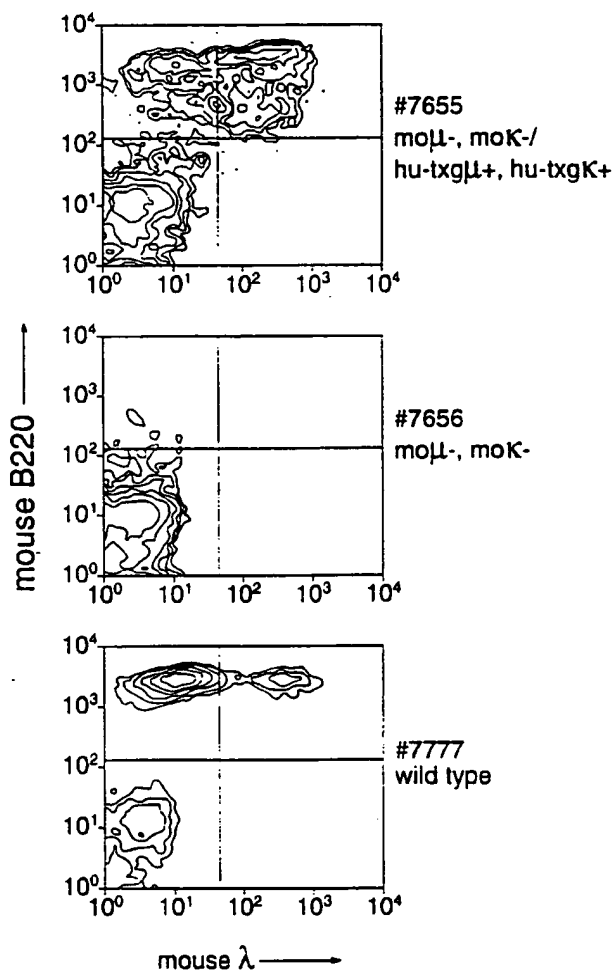 10⁴
10³
10²
10¹
10⁰
10⁰ 10¹ 10² 10³ 10⁴
#7655
moμ-, moκ-/
hu-txgμ+, hu-txgκ+
10⁴
10³
10²
10¹
10⁰
10⁰ 10¹ 10² 10³ 10⁴
#7656
moμ-, moκ-
mouse B220
10⁴
10³
10²
10¹
10⁰
10⁰ 10¹ 10² 10³ 10⁴
#7777
wild type
mouse λ